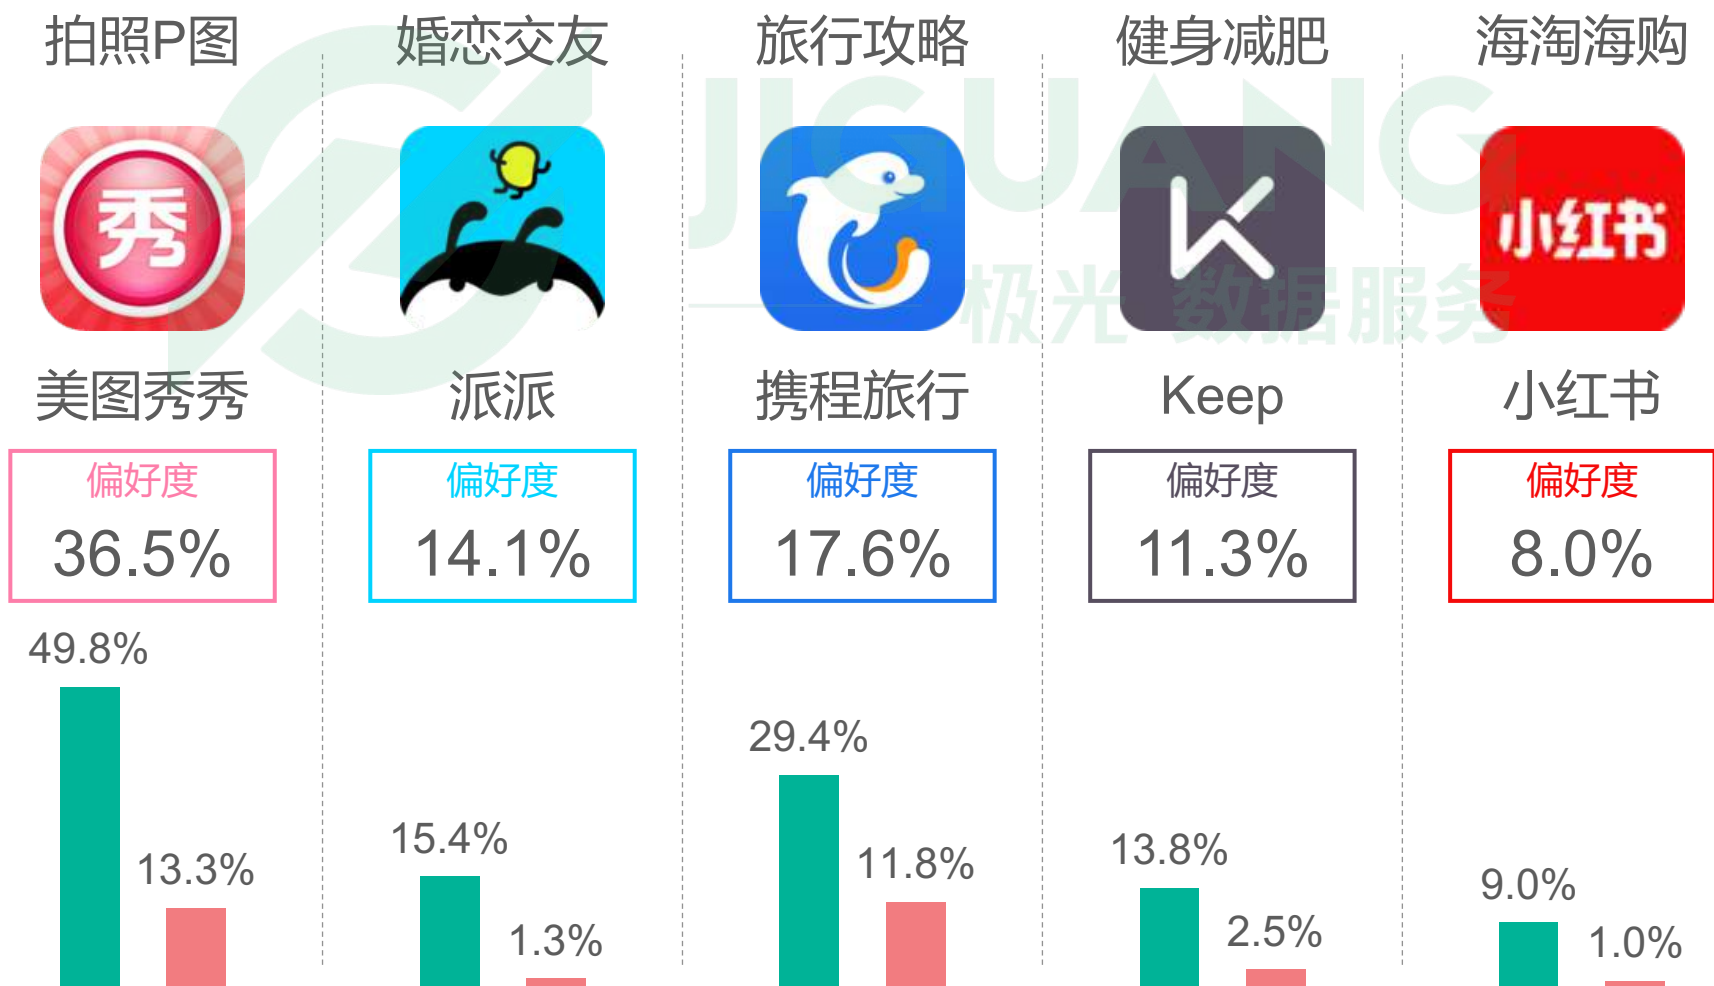 拍照P图
婚恋交友
旅行攻略
健身减肥
海淘海购
秀
小红书
JIGUANG
极光 数据服务
美图秀秀
派派
携程旅行
Keep
小红书
偏好度
36.5%
偏好度
14.1%
偏好度
17.6%
偏好度
11.3%
偏好度
8.0%
49.8%
13.3%
15.4%
1.3%
29.4%
11.8%
13.8%
2.5%
9.0%
1.0%